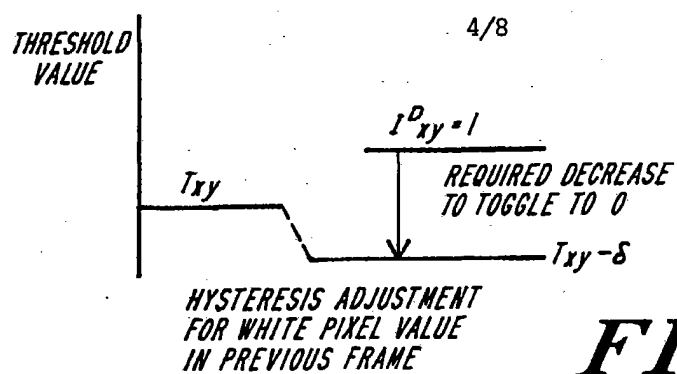 4/8
THRESHOLD
VALUE
I^D_xy = 1
Txy
REQUIRED DECREASE
TO TOGGLE TO 0
Txy-δ
HYSTERESIS ADJUSTMENT
FOR WHITE PIXEL VALUE
IN PREVIOUS FRAME